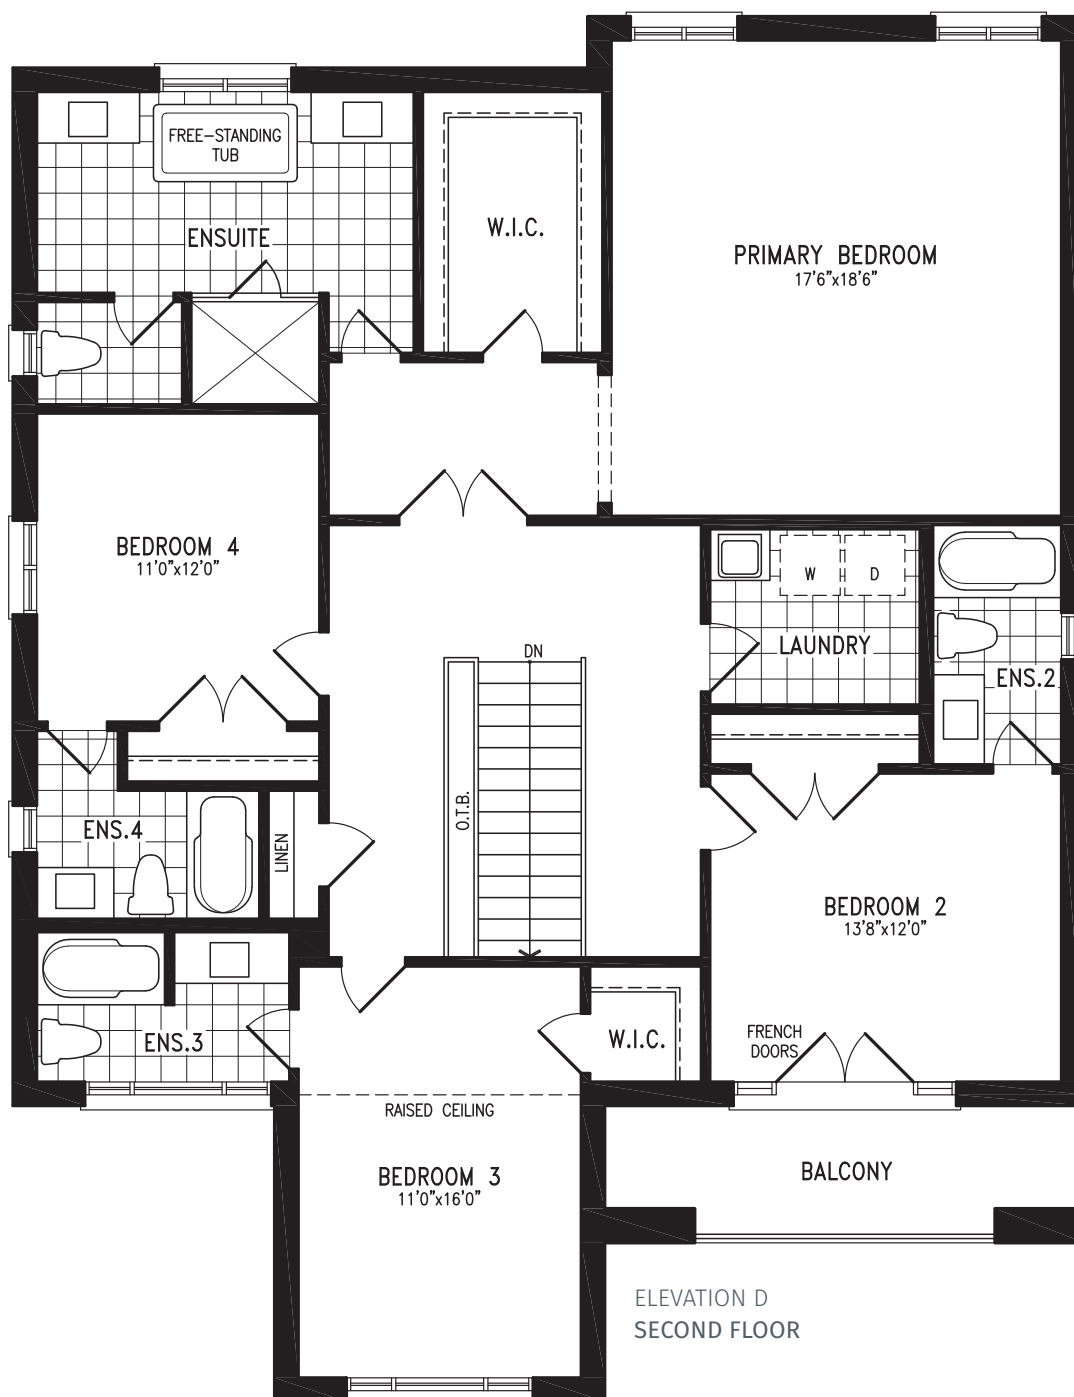 FREE-STANDING
TUB
ENSUITE
W.I.C.
PRIMARY BEDROOM
17'6"x18'6"
BEDROOM 4
11'0"x12'0"
W
D
LAUNDRY
DN
ENS.2
O.T.B.
ENS.4
LINEN
BEDROOM 2
13'8"x12'0"
ENS.3
W.I.C.
FRENCH
DOORS
RAISED CEILING
BEDROOM 3
11'0"x16'0"
BALCONY
ELEVATION D
SECOND FLOOR